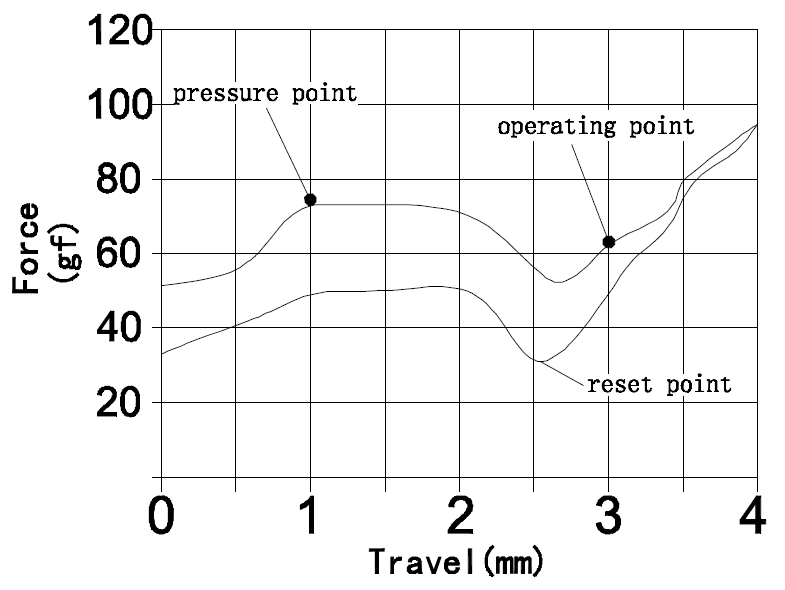 120
100
80
60
40
20
Force
(gf)
pressure point
operating point
reset point
0 1 2 3 4
Travel(mm)